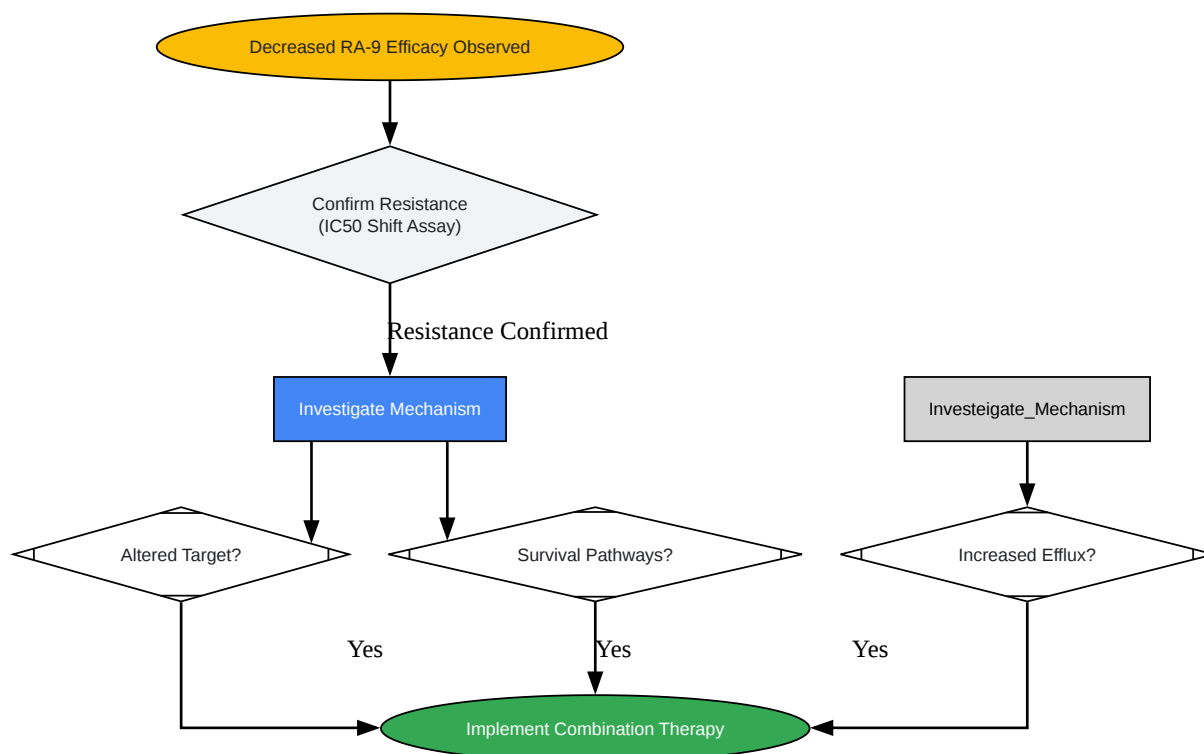 Decreased RA-9 Efficacy Observed
Confirm Resistance
(IC50 Shift Assay)
Resistance Confirmed
Investigate Mechanism
Investeigate_Mechanism
Altered Target?
Survival Pathways?
Increased Efflux?
Yes
Yes
Yes
Implement Combination Therapy